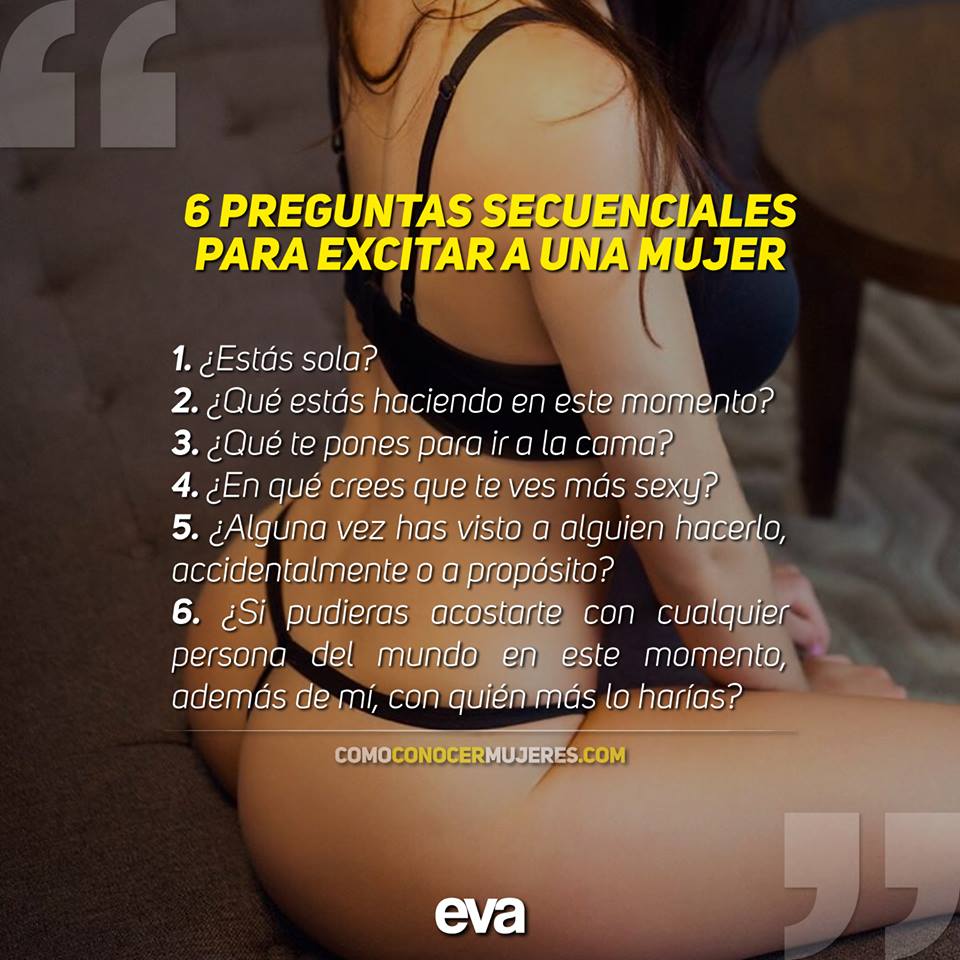 6 PREGUNTAS SECUENCIALES
PARA EXCITAR A UNA MUJER
1. ¿Estás sola?
2. ¿Qué estás haciendo en este momento?
3. ¿Qué te pones para ir a la cama?
4. ¿En qué crees que te ves más sexy?
5. ¿Alguna vez has visto a alguien hacerlo,
accidentalmente o a propósito?
6. ¿Si pudieras acostarte con cualquier
persona del mundo en este momento,
además de mí, con quién más lo harías?
COMOCONOCERMUJERES.COM
eva